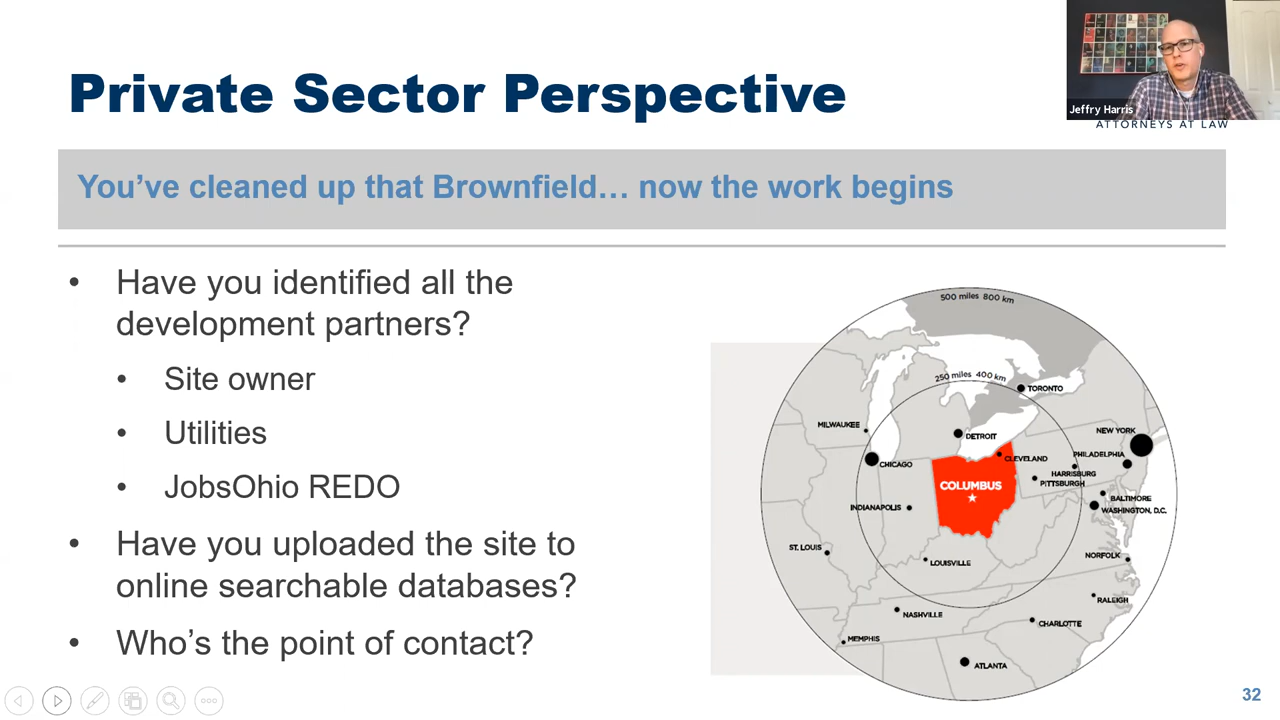 Private Sector Perspective
Jeffry Harris
ATTORNEYS AT LAW
You’ve cleaned up that Brownfield… now the work begins
• Have you identified all the
development partners?
• Site owner
• Utilities
• JobsOhio REDO
• Have you uploaded the site to
online searchable databases?
• Who’s the point of contact?
500 miles 800 km
250 miles 400 km
TORONTO
MILWAUKEE
DETROIT
NEW YORK
CHICAGO
CLEVELAND
PHILADELPHIA
HARRISBURG
PITTSBURGH
COLUMBUS
BALTIMORE
INDIANAPOLIS
WASHINGTON, D.C.
ST. LOUIS
LOUISVILLE
NORFOLK
RALEIGH
NASHVILLE
CHARLOTTE
MEMPHIS
ATLANTA
32